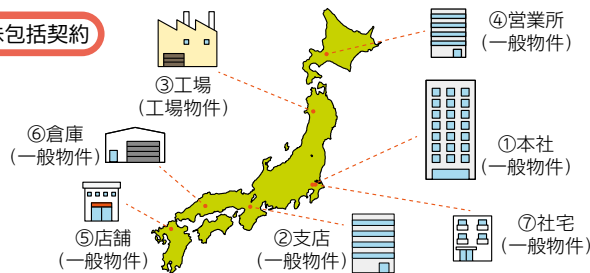 包括契約
④営業所
(一般物件)
③工場
(工場物件)
⑥倉庫
(一般物件)
①本社
(一般物件)
⑤店舗
(一般物件)
②支店
(一般物件)
⑦社宅
(一般物件)